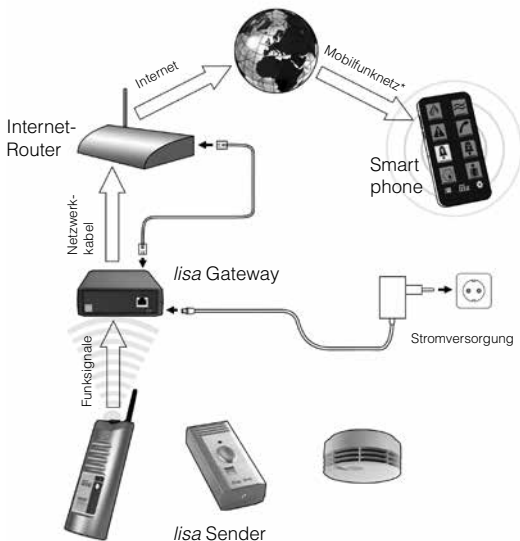 Internet
Mobilfunknetz*
Internet-
Router
Smart
phone
Netzwerk-
kabel
lisa Gateway
Stromversorgung
Funksignale
lisa Sender